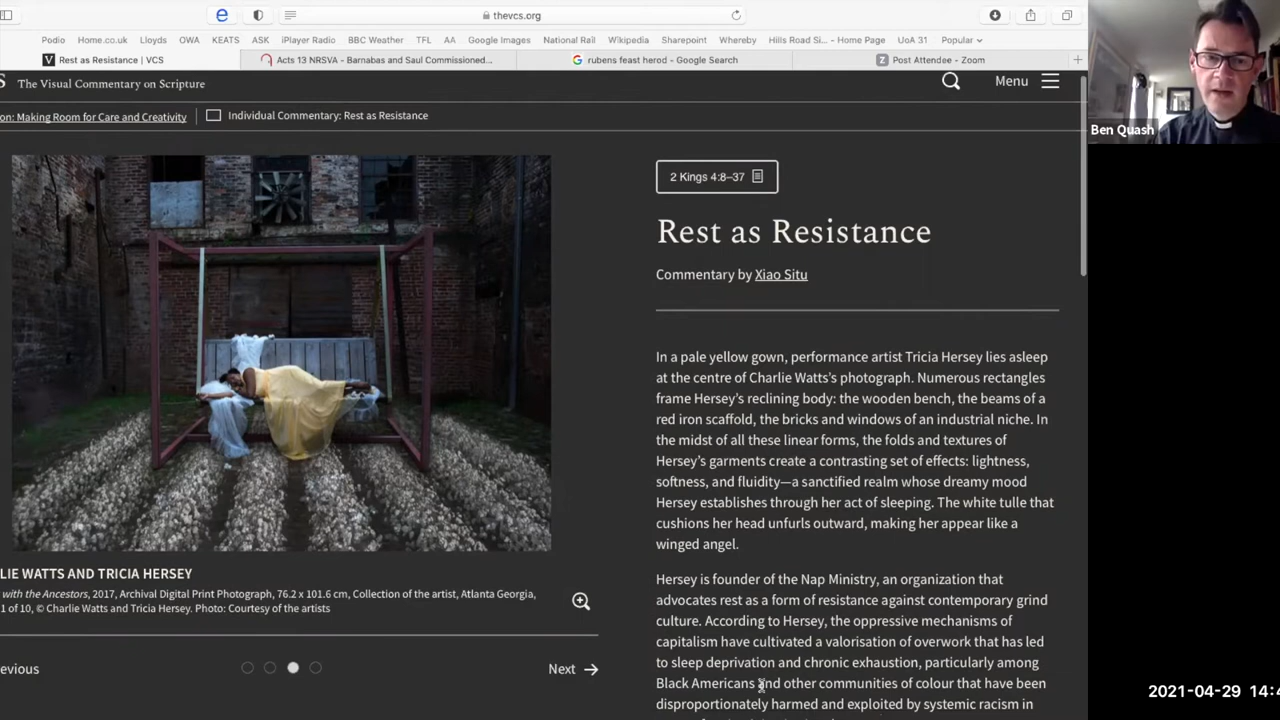 thevcs.org
Podio Home.co.uk Lloyds OWA KEATS ASK iPlayer Radio BBC Weather TFL AA Google Images National Rail Wikipedia Sharepoint Whereby Hills Road Si... - Home Page UoA 31 Popular
Rest as Resistance | VCS
Acts 13 NRSVA - Barnabas and Saul Commissioned...
rubens feast herod - Google Search
Post Attendee - Zoom
S The Visual Commentary on Scripture
Menu
on: Making Room for Care and Creativity
Individual Commentary: Rest as Resistance
Ben Quash
2 Kings 4:8–37
Rest as Resistance
Commentary by Xiao Situ
In a pale yellow gown, performance artist Tricia Hersey lies asleep
at the centre of Charlie Watts's photograph. Numerous rectangles
frame Hersey's reclining body: the wooden bench, the beams of a
red iron scaffold, the bricks and windows of an industrial niche. In
the midst of all these linear forms, the folds and textures of
Hersey's garments create a contrasting set of effects: lightness,
softness, and fluidity—a sanctified realm whose dreamy mood
Hersey establishes through her act of sleeping. The white tulle that
cushions her head unfurls outward, making her appear like a
winged angel.
Hersey is founder of the Nap Ministry, an organization that
advocates rest as a form of resistance against contemporary grind
culture. According to Hersey, the oppressive mechanisms of
capitalism have cultivated a valorisation of overwork that has led
to sleep deprivation and chronic exhaustion, particularly among
Black Americans and other communities of colour that have been
disproportionately harmed and exploited by systemic racism in
LIE WATTS AND TRICIA HERSEY
with the Ancestors, 2017, Archival Digital Print Photograph, 76.2 x 101.6 cm, Collection of the artist, Atlanta Georgia,
1 of 10, © Charlie Watts and Tricia Hersey. Photo: Courtesy of the artists
evious
Next
2021-04-29 14:4